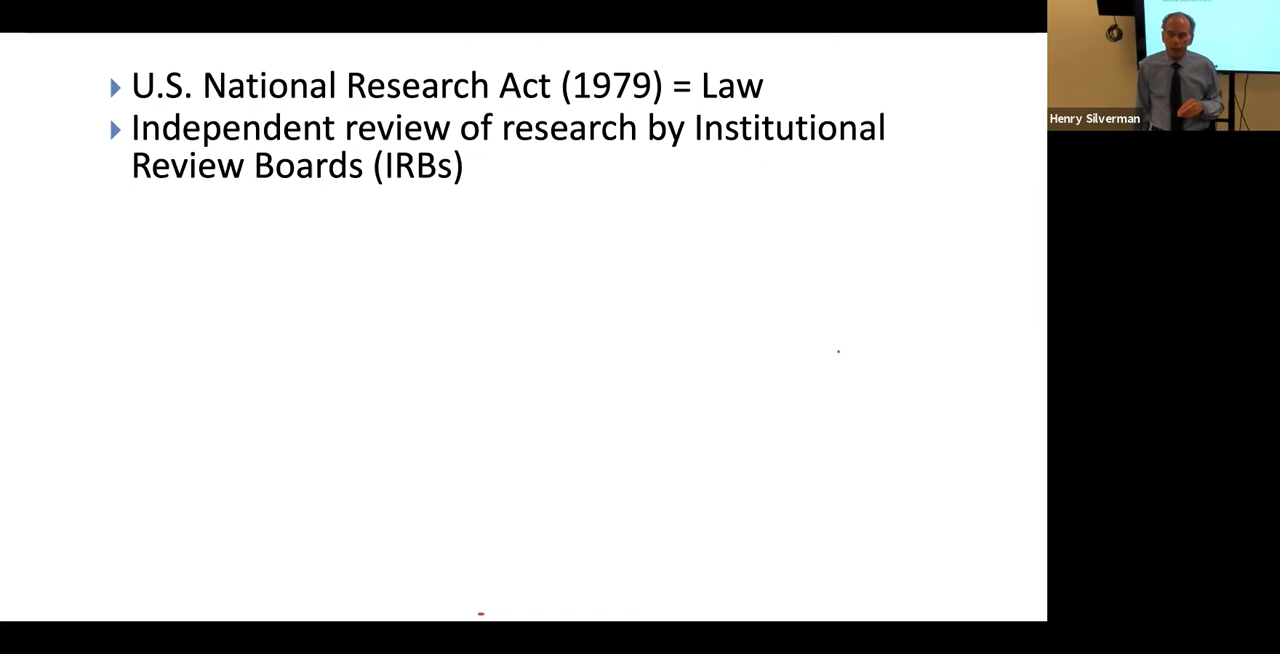 U.S. National Research Act (1979) = Law
Independent review of research by Institutional
Review Boards (IRBs)
Henry Silverman